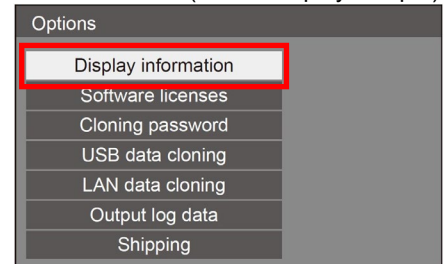 Options
Display information
Software licenses
Cloning password
USB data cloning
LAN data cloning
Output log data
Shipping